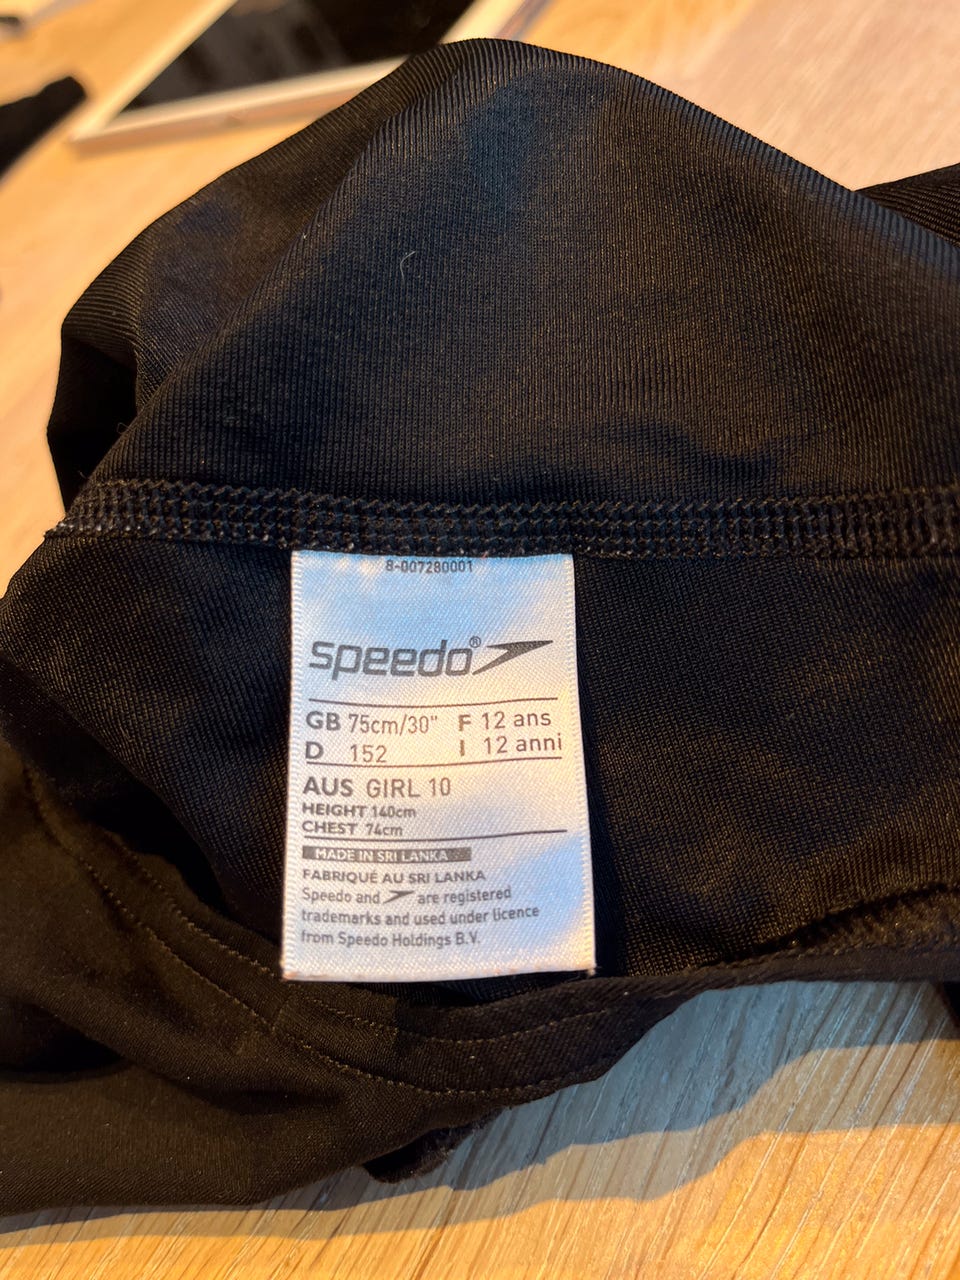 8-007280001
speedo®
GB 75cm/30" F 12 ans
D 152 I 12 anni
AUS GIRL 10
HEIGHT 140cm
CHEST 74cm
MADE IN SRI LANKA
FABRIQUÉ AU SRI LANKA
Speedo and are registered
trademarks and used under licence
from Speedo Holdings B.V.